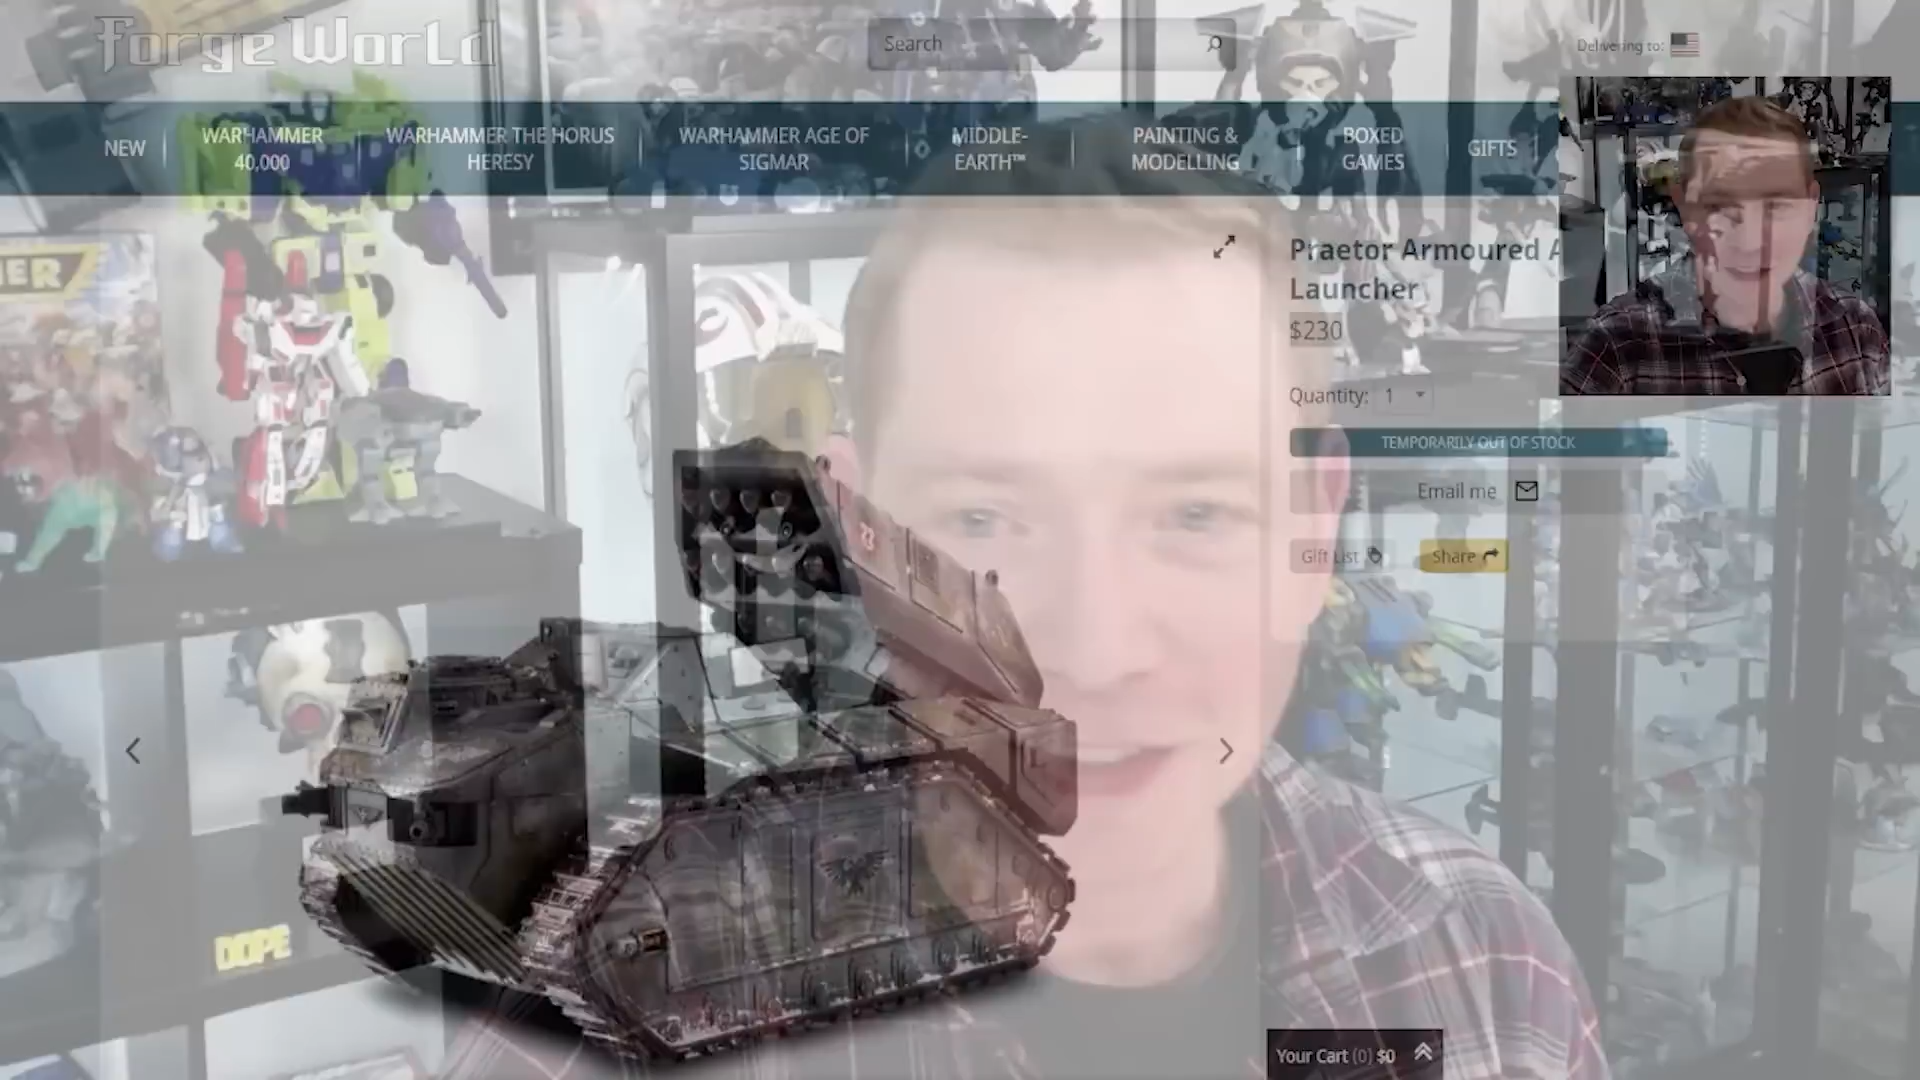 Forge World
Search
Delivering to:
NEW
WARHAMMER
40,000
WARHAMMER THE HORUS
HERESY
WARHAMMER AGE OF
SIGMAR
MIDDLE-
EARTH™
PAINTING &
MODELLING
BOXED
GAMES
GIFTS
Praetor Armoured A
Launcher
$230
Quantity: 1
TEMPORARILY OUT OF STOCK
Email me
Gift List
Share
DOPE
Your Cart (0) $0